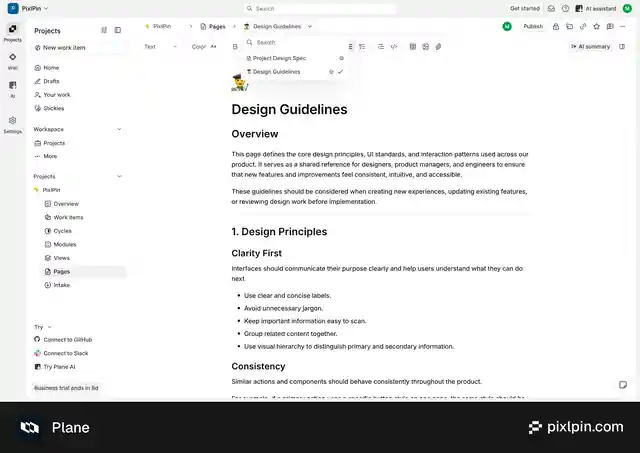 PixlPin
Search
Get started
AI assistant
M
Projects
Wiki
AI
Settings
Projects
New work item
Home
Drafts
Your work
Stickies
Workspace
Projects
More
Projects
PixlPin
Overview
Work items
Cycles
Modules
Views
Pages
Intake
Try
Connect to GitHub
Connect to Slack
Try Plane AI
Business trial ends in 8d
PixlPin
Pages
Design Guidelines
M
Publish
Text
Color
B
AI summary
Search
Project Design Spec
Design Guidelines
Design Guidelines
Overview
This page defines the core design principles, UI standards, and interaction patterns used across our
product. It serves as a shared reference for designers, product managers, and engineers to ensure
that new features and improvements feel consistent, intuitive, and accessible.
These guidelines should be considered when creating new experiences, updating existing features,
or reviewing design work before implementation.
1. Design Principles
Clarity First
Interfaces should communicate their purpose clearly and help users understand what they can do
next.
• Use clear and concise labels.
• Avoid unnecessary jargon.
• Keep important information easy to scan.
• Group related content together.
• Use visual hierarchy to distinguish primary and secondary information.
Consistency
Similar actions and components should behave consistently throughout the product.
Plane
pixlpin.com